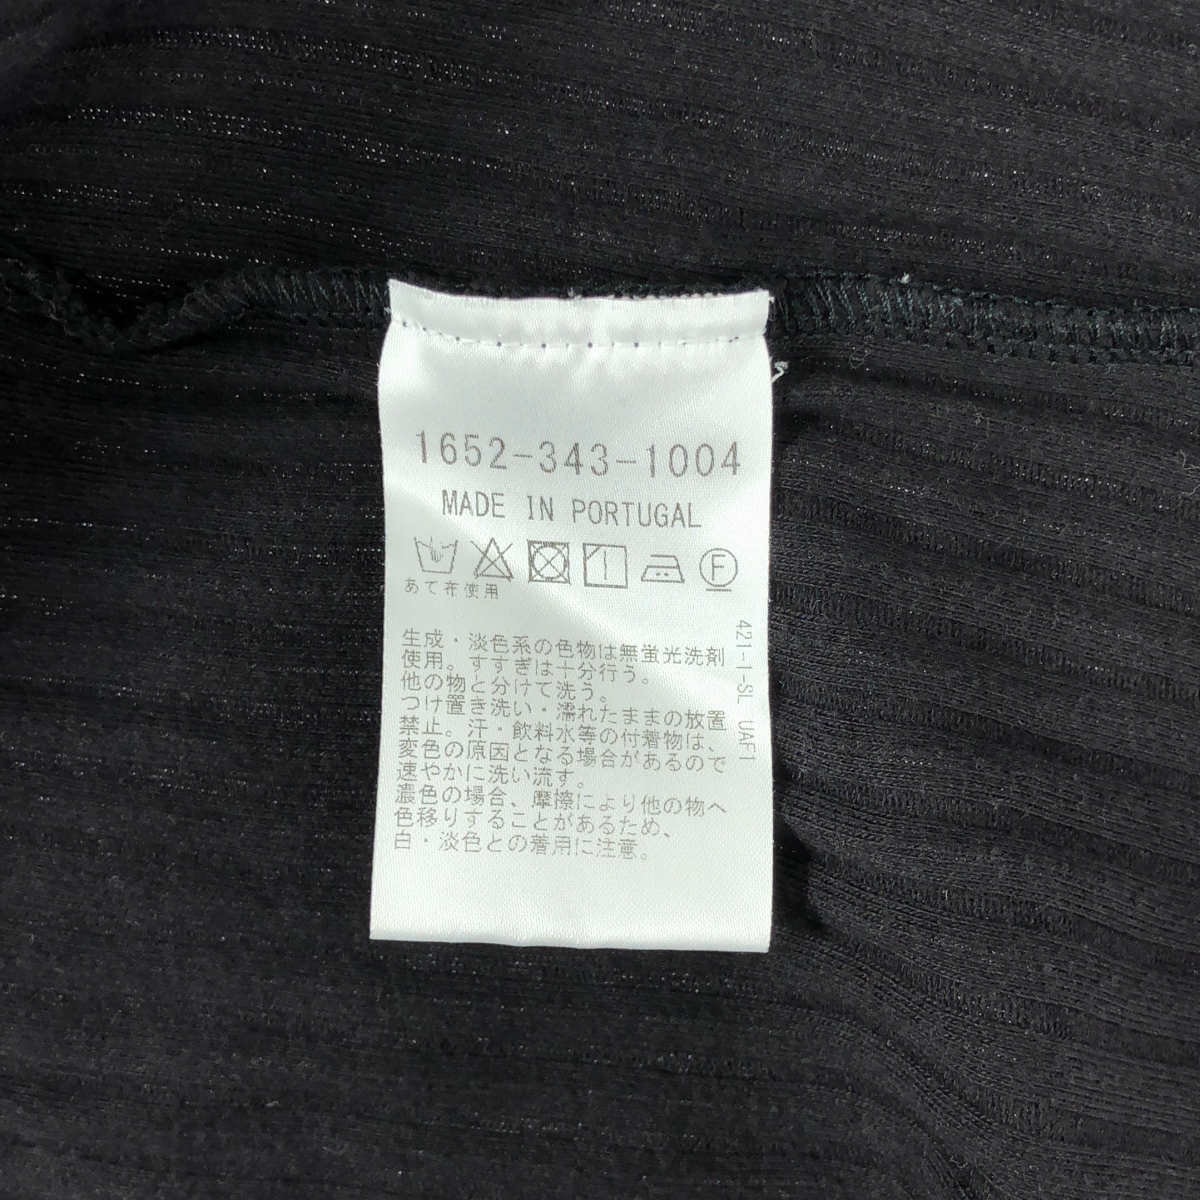 1652-343-1004
MADE IN PORTUGAL
F
あて布使用
生成・淡色系の色物は無蛍光洗剤
使用。すすぎは十分行う。
他の物と分けて洗う。
つけ置き洗い・濡れたままの放置
禁止。汗・飲料水等の付着物は、
変色の原因となる場合があるので
速やかに洗い流す。
濃色の場合、摩擦により他の物へ
色移りすることがあるため、
白・淡色との着用に注意。
421-I-SL UAF1